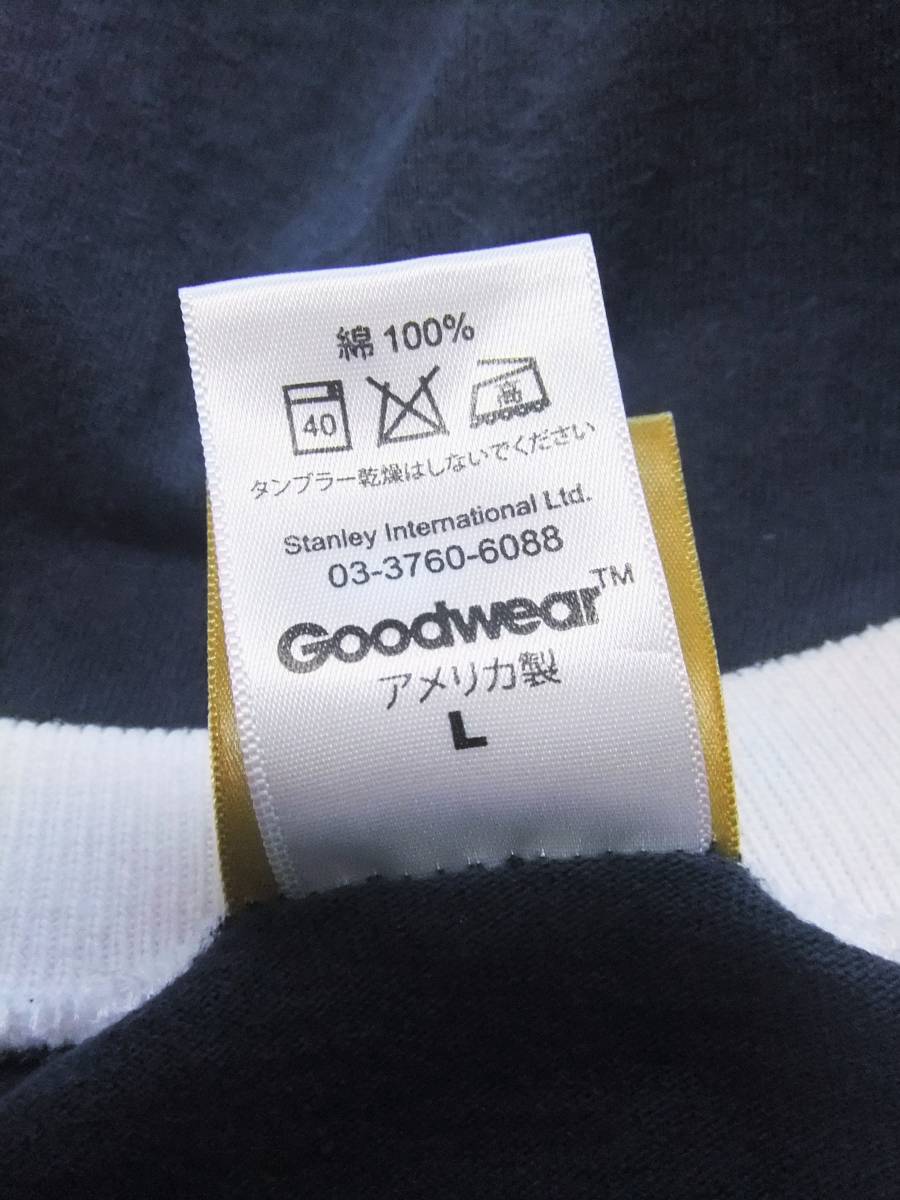 綿 100%
40 高
タンブラー乾燥はしないでください
Stanley International Ltd.
03-3760-6088
Goodwear™
アメリカ製
L